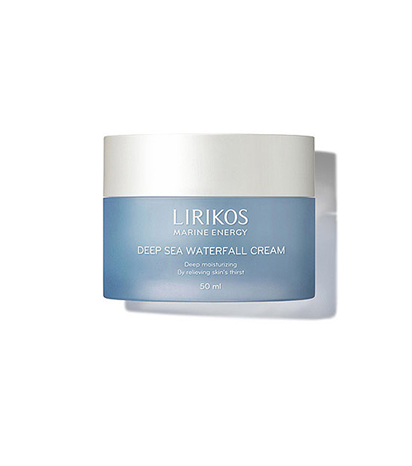 LIRIKOS
MARINE ENERGY
DEEP SEA WATERFALL CREAM
Deep moisturizing
By relieving skin's thirst
50 ml